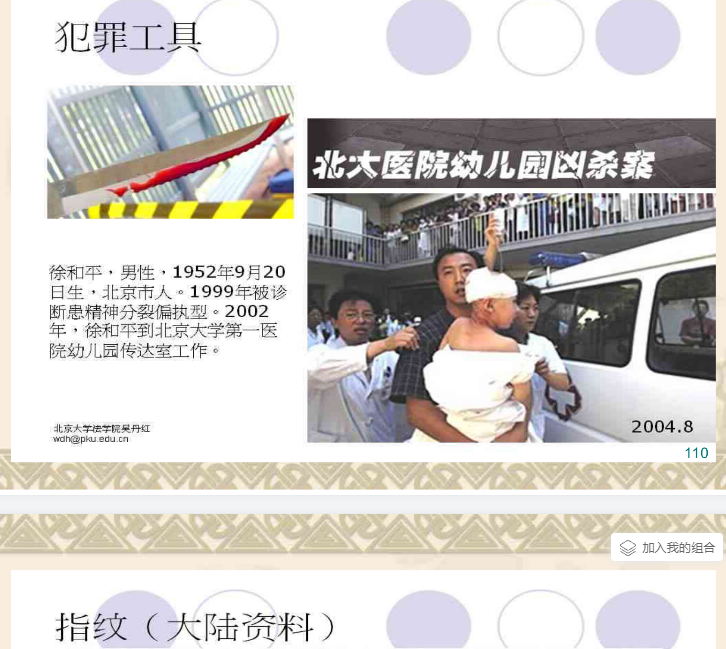 犯罪工具
北大医院幼儿园凶杀案
徐和平，男性，1952年9月20
日生，北京市人。1999年被诊
断患精神分裂偏执型。2002
年，徐和平到北京大学第一医
院幼儿园传达室工作。
2004.8
北京大学法学院吴丹红
wdh@pku.edu.cn
110
加入我的组合
指纹（大陆资料）